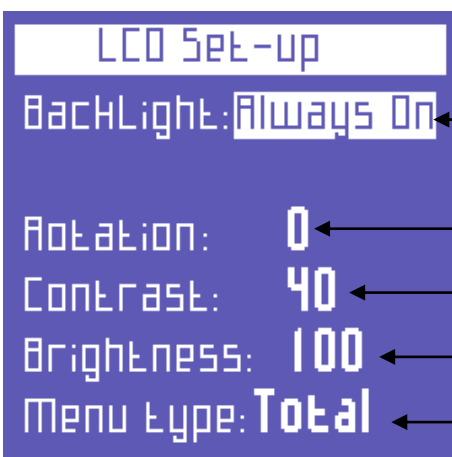 LCD Set-up
BackLight: Always On
Rotation: 0
Contrast: 40
Brightness: 100
Menu type: Total